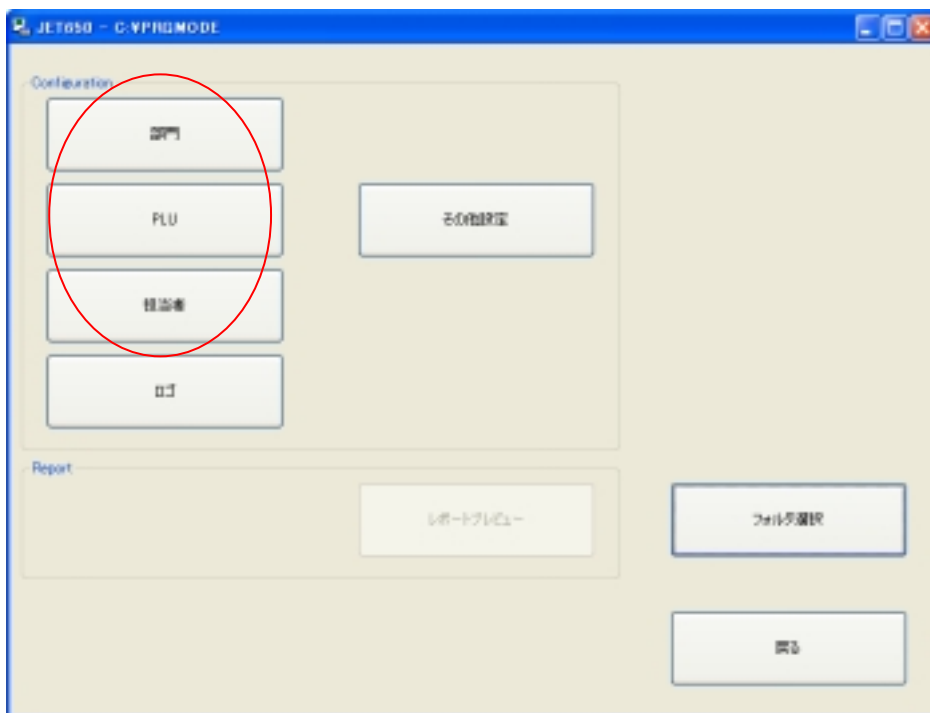 JET650 - C:¥PRGMODE
Configuration
部門
PLU
その他設定
担当者
ロゴ
Report
レポートプレビュー
フォルダ選択
戻る